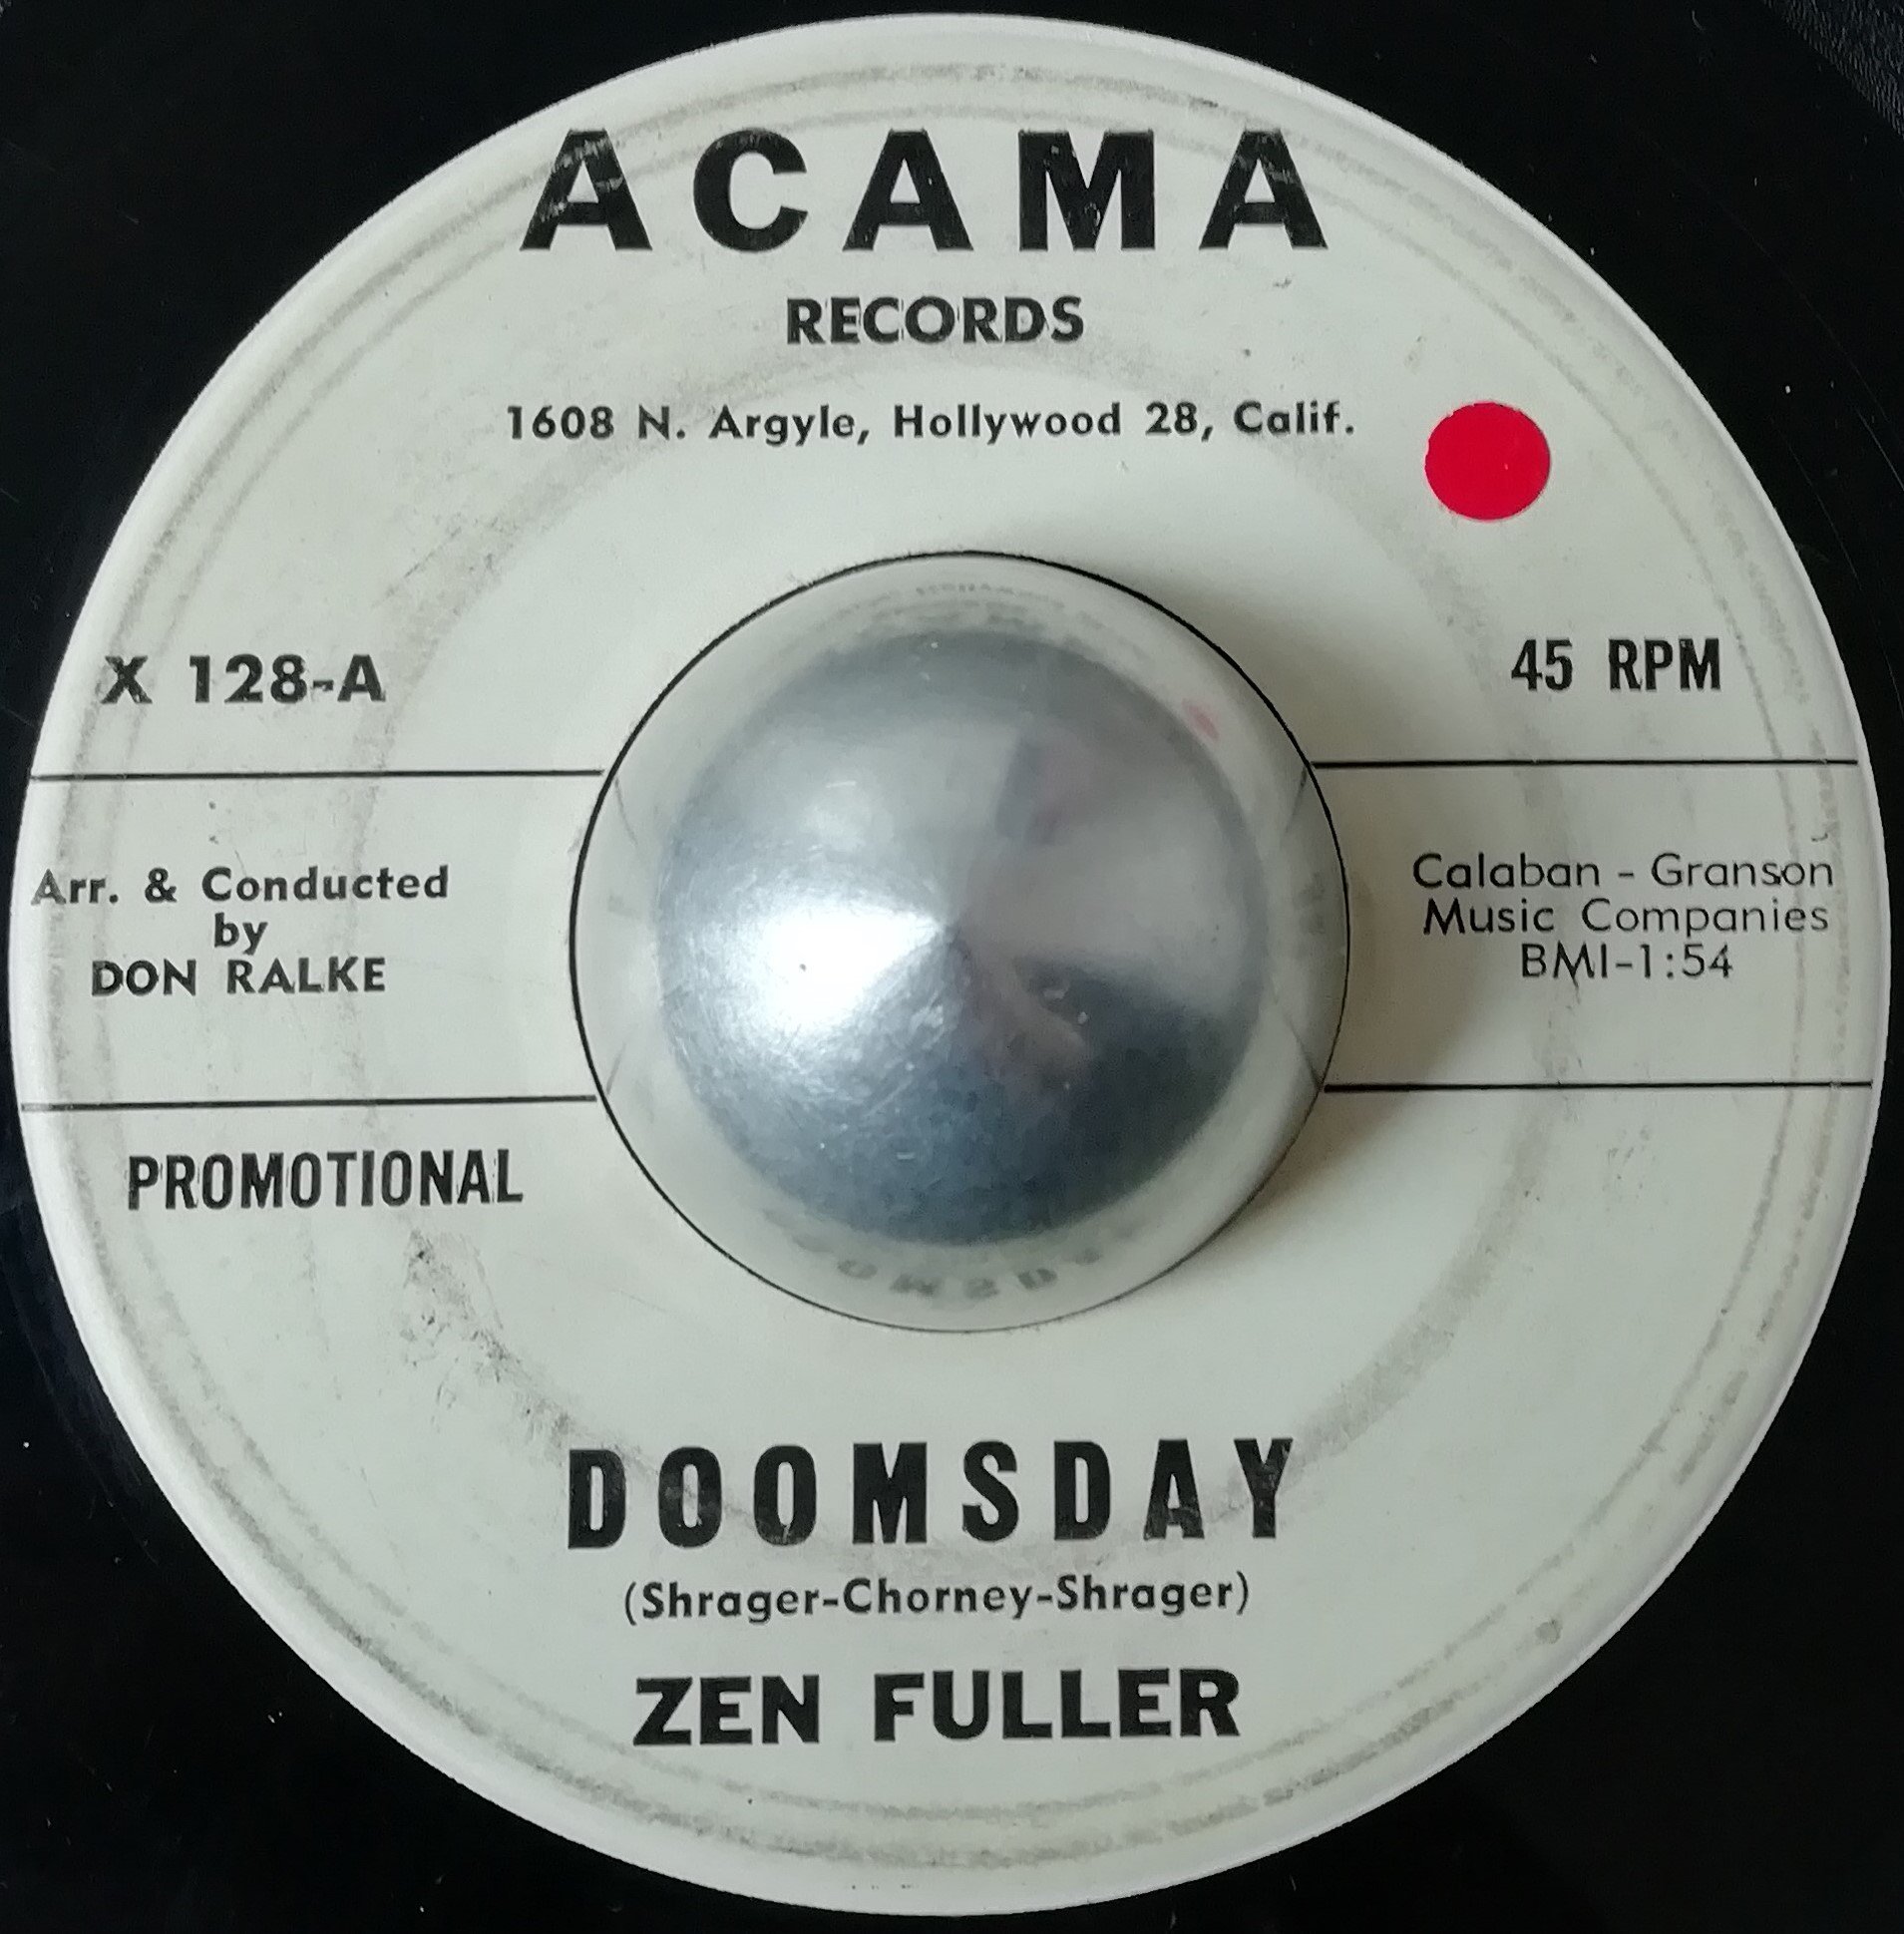 ACAMA
RECORDS
1608 N. Argyle, Hollywood 28, Calif.
X 128-A
45 RPM
Arr. & Conducted
by
DON RALKE
Calaban - Granson
Music Companies
BMI-1:54
PROMOTIONAL
DOOMSDAY
(Shrager-Chorney-Shrager)
ZEN FULLER